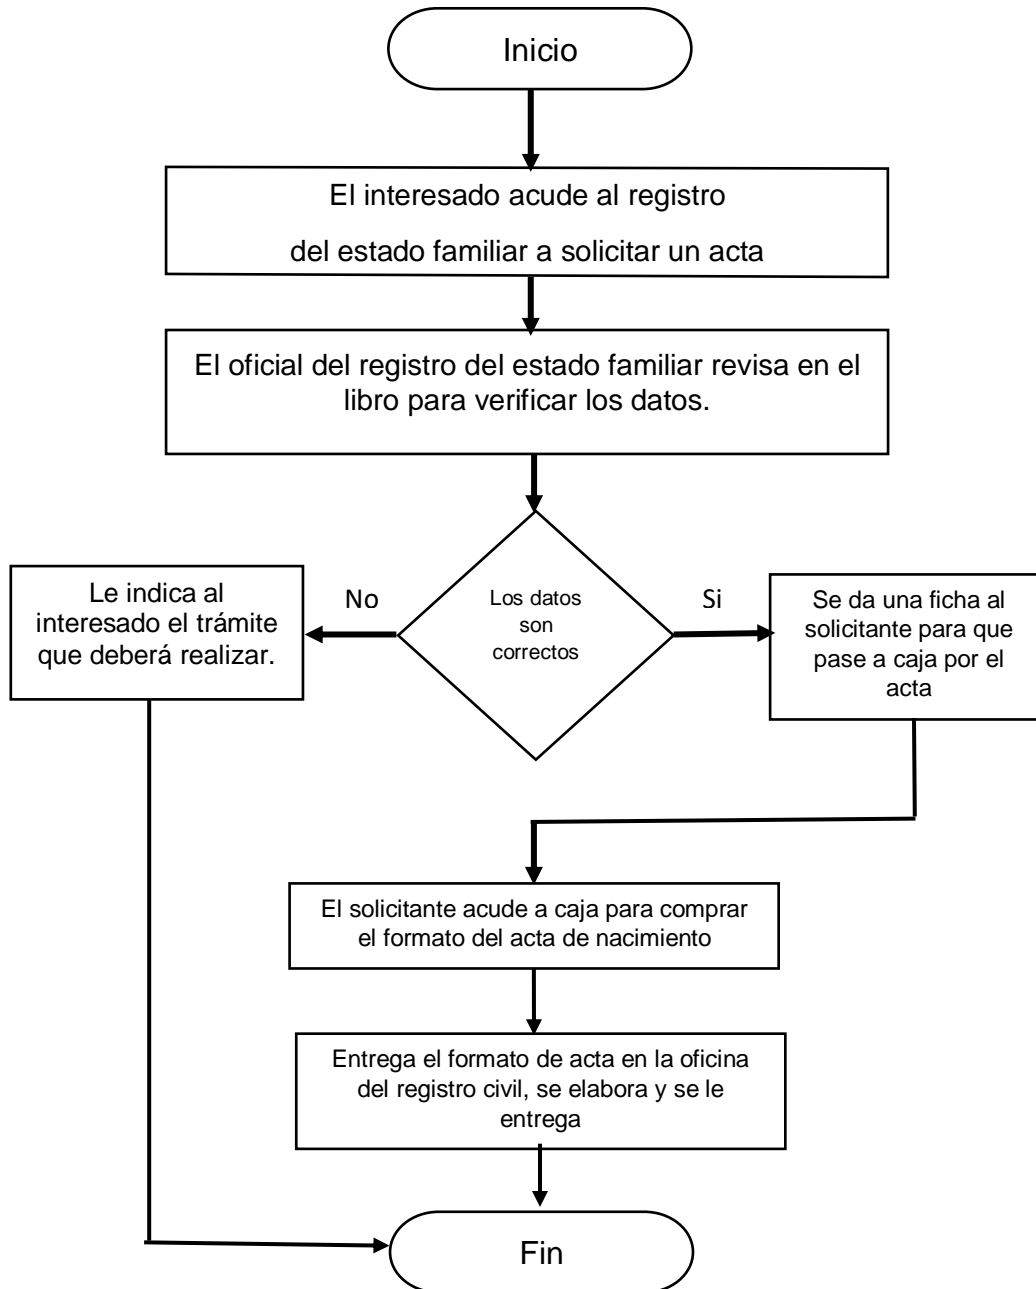 Inicio
El interesado acude al registro
del estado familiar a solicitar un acta
El oficial del registro del estado familiar revisa en el
libro para verificar los datos.
Le indica al
interesado el trámite
que deberá realizar.
No
Los datos
son
correctos
Si
Se da una ficha al
solicitante para que
pase a caja por el
acta
El solicitante acude a caja para comprar
el formato del acta de nacimiento
Entrega el formato de acta en la oficina
del registro civil, se elabora y se le
entrega
Fin